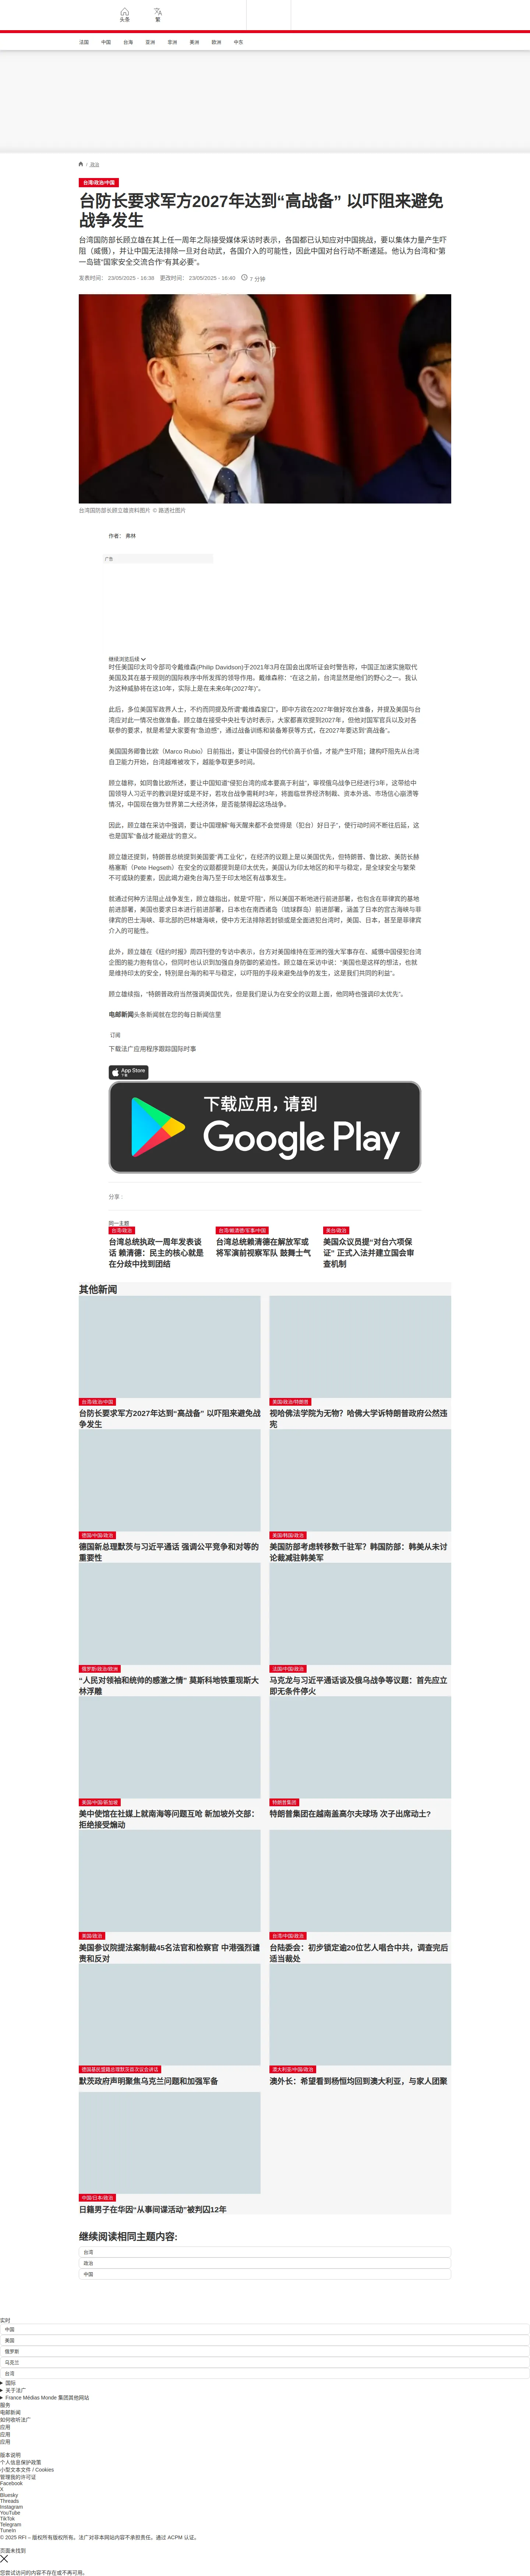 头条
繁
法国
中国
台海
亚洲
非洲
美洲
欧洲
中东
/ 政治
台湾/政治/中国
台防长要求军方2027年达到“高战备” 以吓阻来避免
战争发生
台湾国防部长顾立雄在其上任一周年之际接受媒体采访时表示，各国都已认知应对中国挑战，要以集体力量产生吓
阻（威慑），并让中国无法排除一旦对台动武，各国介入的可能性，因此中国对台行动不断递延。他认为台湾和“第
一岛链”国家安全交流合作“有其必要”。
发表时间： 23/05/2025 - 16:38 更改时间： 23/05/2025 - 16:40 7 分钟
台湾国防部长顾立雄资料图片 © 路透社图片
作者： 弗林
广告
继续浏览后续
时任美国印太司令部司令戴维森(Philip Davidson)于2021年3月在国会出席听证会时警告称，中国正加速实施取代
美国及其在基于规则的国际秩序中所发挥的领导作用。戴维森称：“在这之前，台湾显然是他们的野心之一。我认
为这种威胁将在这10年，实际上是在未来6年(2027年)”。
此后，多位美国军政界人士，不约而同提及所谓“戴维森窗口”，即中方欲在2027年做好攻台准备，并提及美国与台
湾应对此一情况也做准备。顾立雄在接受中央社专访时表示，大家都喜欢提到2027年，但他对国军官兵以及对各
联参的要求，就是希望大家要有“急迫感”，通过战备训练和装备筹获等方式，在2027年要达到“高战备”。
美国国务卿鲁比欧（Marco Rubio）日前指出，要让中国侵台的代价高于价值，才能产生吓阻；建构吓阻先从台湾
自卫能力开始，台湾越难被攻下，越能争取更多时间。
顾立雄称，如同鲁比欧所述，要让中国知道“侵犯台湾的成本要高于利益”，审视俄乌战争已经进行3年，这带给中
国领导人习近平的教训是好或是不好，若攻台战争需耗时3年，将面临世界经济制裁、资本外逃、市场信心崩溃等
情况，中国现在做为世界第二大经济体，是否能禁得起这场战争。
因此，顾立雄在采访中强调，要让中国理解“每天醒来都不会觉得是（犯台）好日子”，使行动时间不断往后延，这
也是国军“备战才能避战”的意义。
顾立雄还提到，特朗普总统提到美国要“再工业化”，在经济的议题上是以美国优先，但特朗普、鲁比欧、美防长赫
格塞斯（Pete Hegseth）在安全的议题都提到是印太优先，美国认为印太地区的和平与稳定，是全球安全与繁荣
不可或缺的要素，因此竭力避免台海乃至于印太地区有战事发生。
就通过何种方法阻止战争发生，顾立雄指出，就是“吓阻”，所以美国不断地进行前进部署，也包含在菲律宾的基地
前进部署，美国也要求日本进行前进部署，日本也在南西诸岛（琉球群岛）前进部署，涵盖了日本的宫古海峡与菲
律宾的巴士海峡、菲北部的巴林塘海峡，使中方无法排除若封锁或是全面进犯台湾时，美国、日本，甚至是菲律宾
介入的可能性。
此外，顾立雄在《纽约时报》周四刊登的专访中表示，台方对美国维持在亚洲的强大军事存在、威慑中国侵犯台湾
企图的能力抱有信心，但同时也认识到加强自身防御的紧迫性。顾立雄在采访中说：“美国也是这样的想法，也就
是维持印太的安全，特别是台海的和平与稳定，以吓阻的手段来避免战争的发生，这是我们共同的利益”。
顾立雄续指，“特朗普政府当然强调美国优先，但是我们是认为在安全的议题上面，他同时也强调印太优先”。
电邮新闻头条新闻就在您的每日新闻信里
订阅
下载法广应用程序跟踪国际时事
App Store
下载
下载应用，请到
Google Play
分享 :
同一主题
台湾/政治
台湾总统执政一周年发表谈
话 赖清德：民主的核心就是
在分歧中找到团结
台湾/赖清德/军事/中国
台湾总统赖清德在解放军或
将军演前视察军队 鼓舞士气
美台/政治
美国众议员提“对台六项保
证” 正式入法并建立国会审
查机制
其他新闻
台湾/政治/中国
台防长要求军方2027年达到“高战备” 以吓阻来避免战
争发生
美国/政治/特朗普
视哈佛法学院为无物？哈佛大学诉特朗普政府公然违
宪
德国/中国/政治
德国新总理默茨与习近平通话 强调公平竞争和对等的
重要性
美国/韩国/政治
美国防部考虑转移数千驻军？韩国防部：韩美从未讨
论裁减驻韩美军
俄罗斯/政治/欧洲
“人民对领袖和统帅的感激之情” 莫斯科地铁重现斯大
林浮雕
法国/中国/政治
马克龙与习近平通话谈及俄乌战争等议题：首先应立
即无条件停火
美国/中国/新加坡
美中使馆在社媒上就南海等问题互呛 新加坡外交部：
拒绝接受煽动
特朗普集团
特朗普集团在越南盖高尔夫球场 次子出席动土?
美国/政治
美国参议院提法案制裁45名法官和检察官 中港强烈谴
责和反对
台湾/中国/政治
台陆委会：初步锁定逾20位艺人唱合中共，调查完后
适当裁处
德国基民盟籍总理默茨首次议会讲话
默茨政府声明聚焦乌克兰问题和加强军备
澳大利亚/中国/政治
澳外长：希望看到杨恒均回到澳大利亚，与家人团聚
中国/日本/政治
日籍男子在华因“从事间谍活动”被判囚12年
继续阅读相同主题内容:
台湾
政治
中国
实时
中国
美国
俄罗斯
乌克兰
台湾
国际
关于法广
France Médias Monde 集团其他网站
服务
电邮新闻
如何收听法广
应用
应用
应用
版本说明
个人信息保护政策
小型文本文件 / Cookies
管理我的许可证
Facebook
X
Bluesky
Threads
Instagram
YouTube
TikTok
Telegram
TuneIn
© 2025 RFI – 版权所有版权所有。法广对非本网站内容不承担责任。通过 ACPM 认证。
页面未找到
您尝试访问的内容不存在或不再可用。